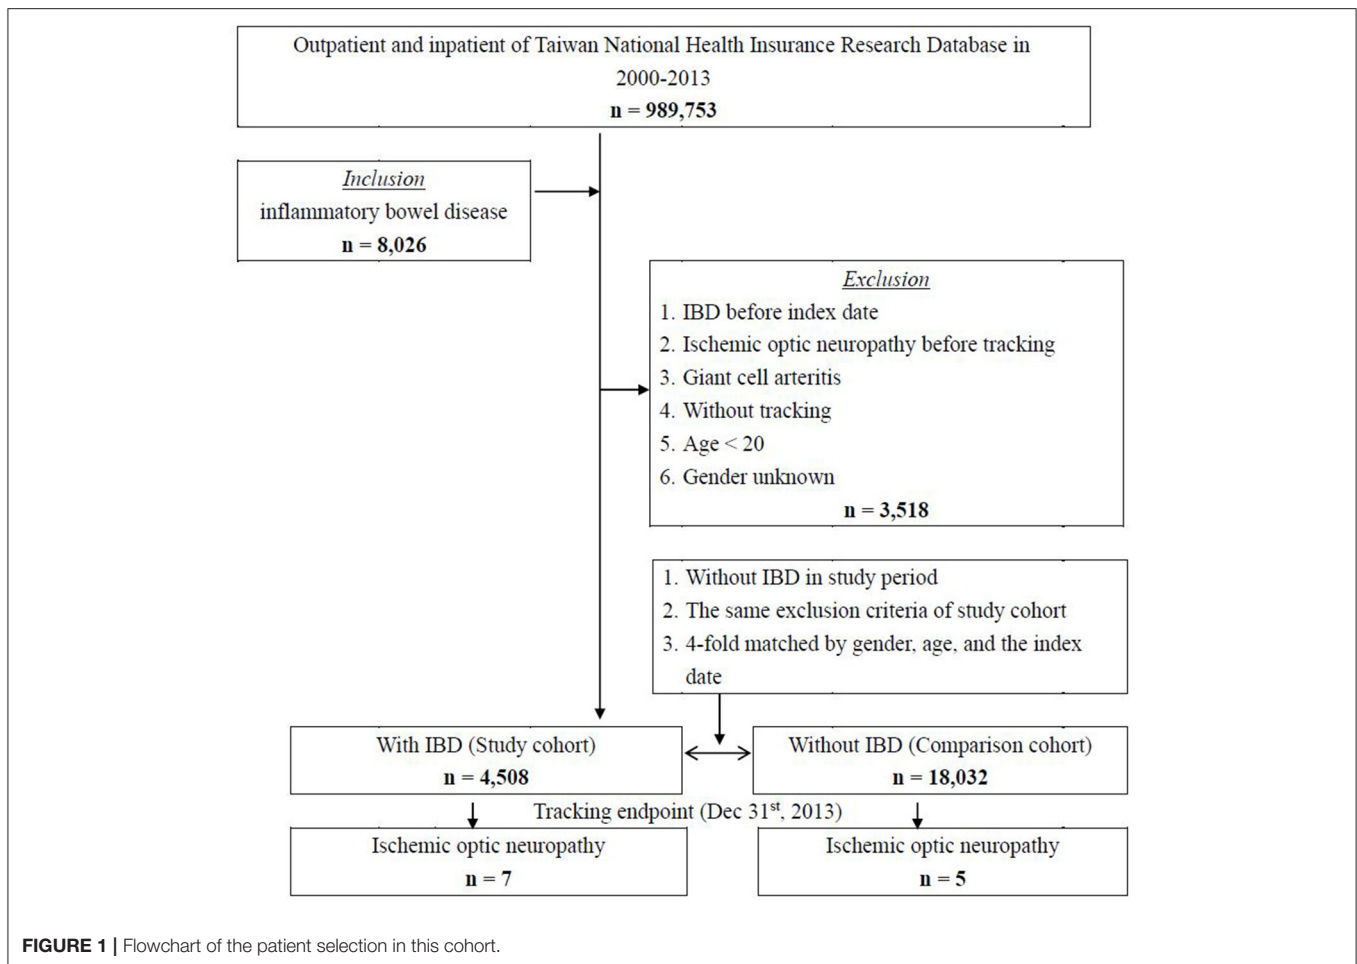 Outpatient and inpatient of Taiwan National Health Insurance Research Database in
2000-2013
n = 989,753
Inclusion
inflammatory bowel disease
n = 8,026
Exclusion
1. IBD before index date
2. Ischemic optic neuropathy before tracking
3. Giant cell arteritis
4. Without tracking
5. Age < 20
6. Gender unknown
n = 3,518
1. Without IBD in study period
2. The same exclusion criteria of study cohort
3. 4-fold matched by gender, age, and the index
date
With IBD (Study cohort)
n = 4,508
Without IBD (Comparison cohort)
n = 18,032
Tracking endpoint (Dec 31st, 2013)
Ischemic optic neuropathy
n = 7
Ischemic optic neuropathy
n = 5
FIGURE 1 | Flowchart of the patient selection in this cohort.